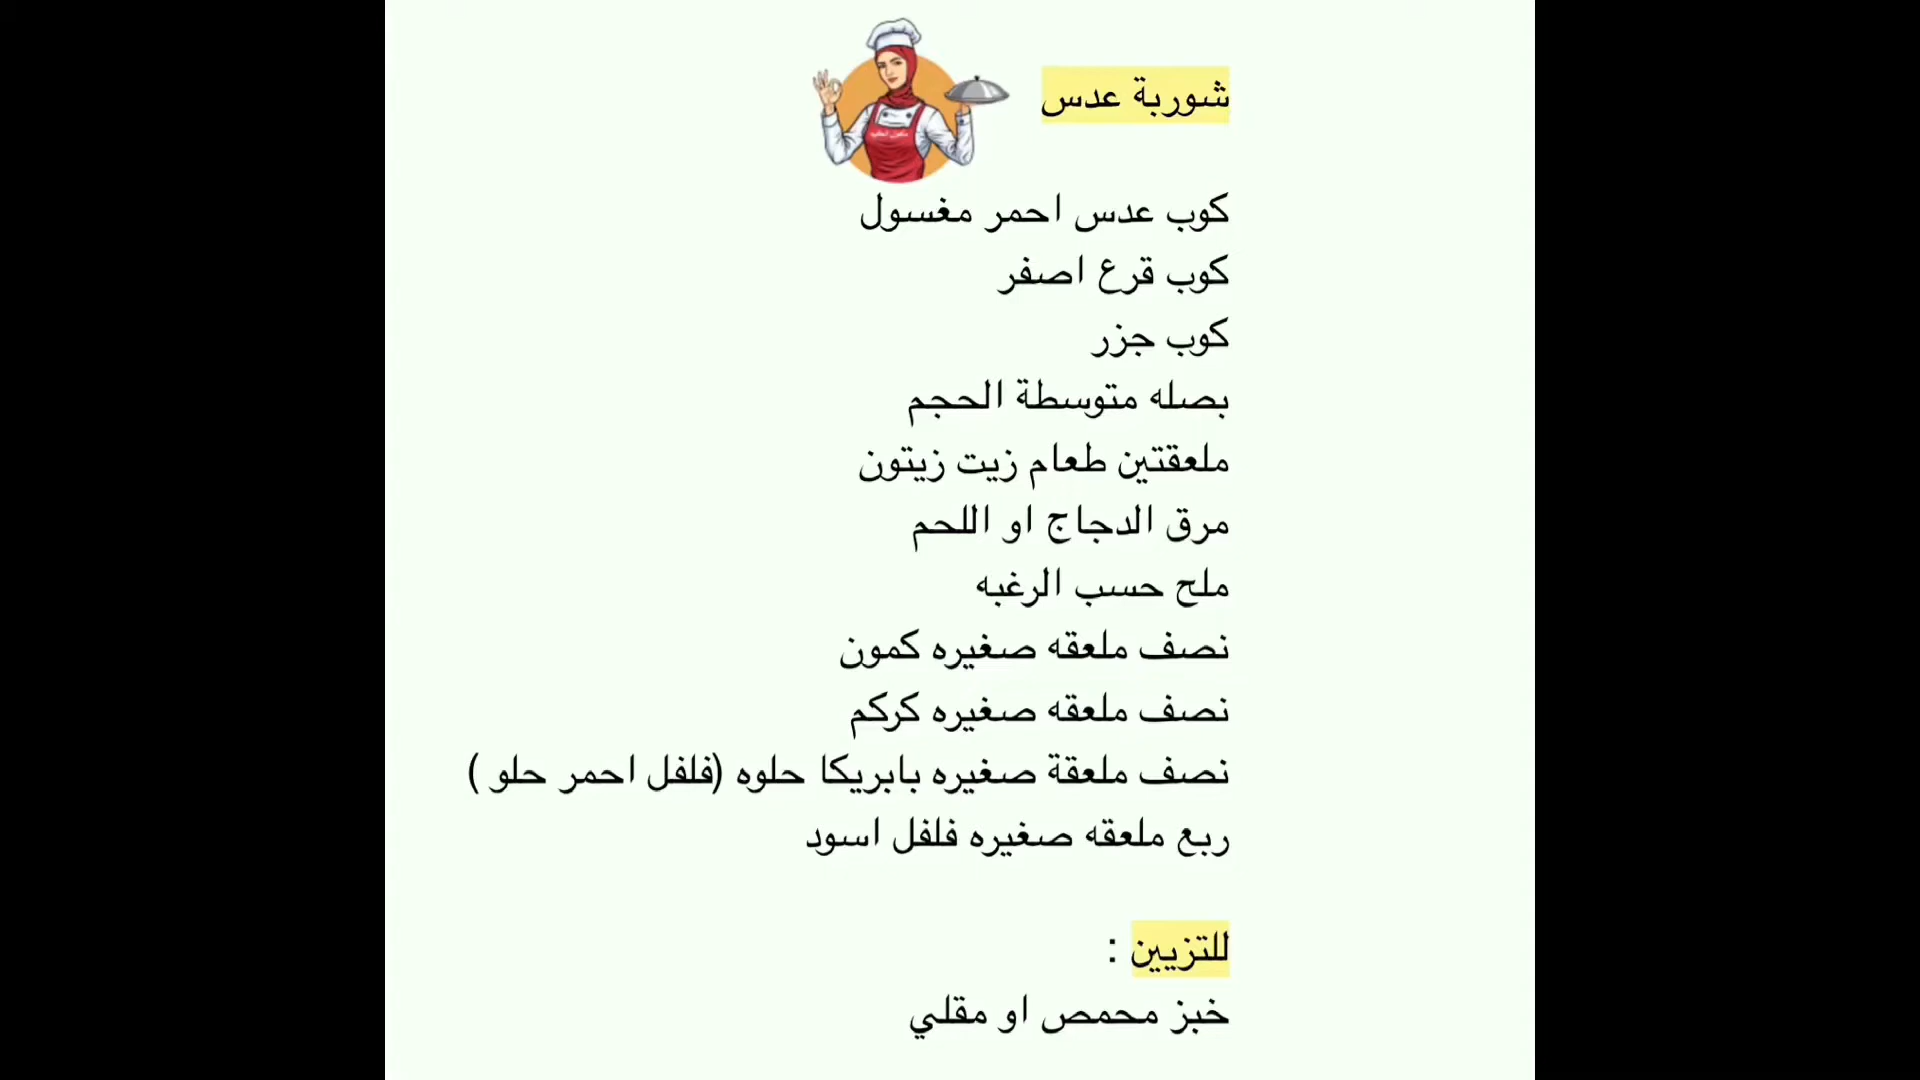 شوربة عدس
كوب عدس احمر مغسول
كوب قرع اصفر
كوب جزر
بصله متوسطة الحجم
ملعقتين طعام زيت زيتون
مرق الدجاج او اللحم
ملح حسب الرغبه
نصف ملعقه صغيره كمون
نصف ملعقه صغيره كركم
نصف ملعقة صغيره بابريكا حلوه (فلفل احمر حلو )
ربع ملعقه صغيره فلفل اسود
للتزيين :
خبز محمص او مقلي